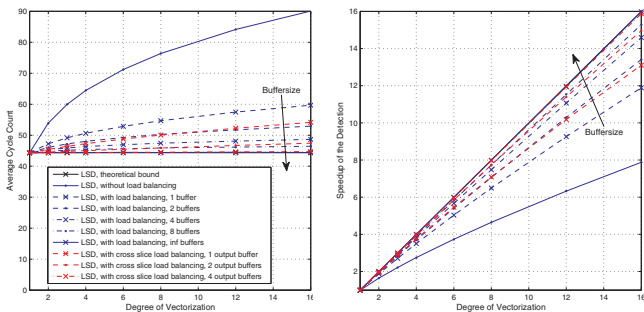 90
80
70
60
50
40
30
20
10
0
Average Cycle Count
Buffersize
LSD, theoretical bound
LSD, without load balancing
LSD, with load balancing, 1 buffer
LSD, with load balancing, 2 buffers
LSD, with load balancing, 4 buffers
LSD, with load balancing, 8 buffers
LSD, with load balancing, inf buffers
LSD, with cross slice load balancing, 1 output buffer
LSD, with cross slice load balancing, 2 output buffers
LSD, with cross slice load balancing, 4 output buffers
2 4 6 8 10 12 14 16
Degree of Vectorization
16
14
12
10
8
6
4
2
Speedup of the Detection
Buffersize
2 4 6 8 10 12 14 16
Degree of Vectorization